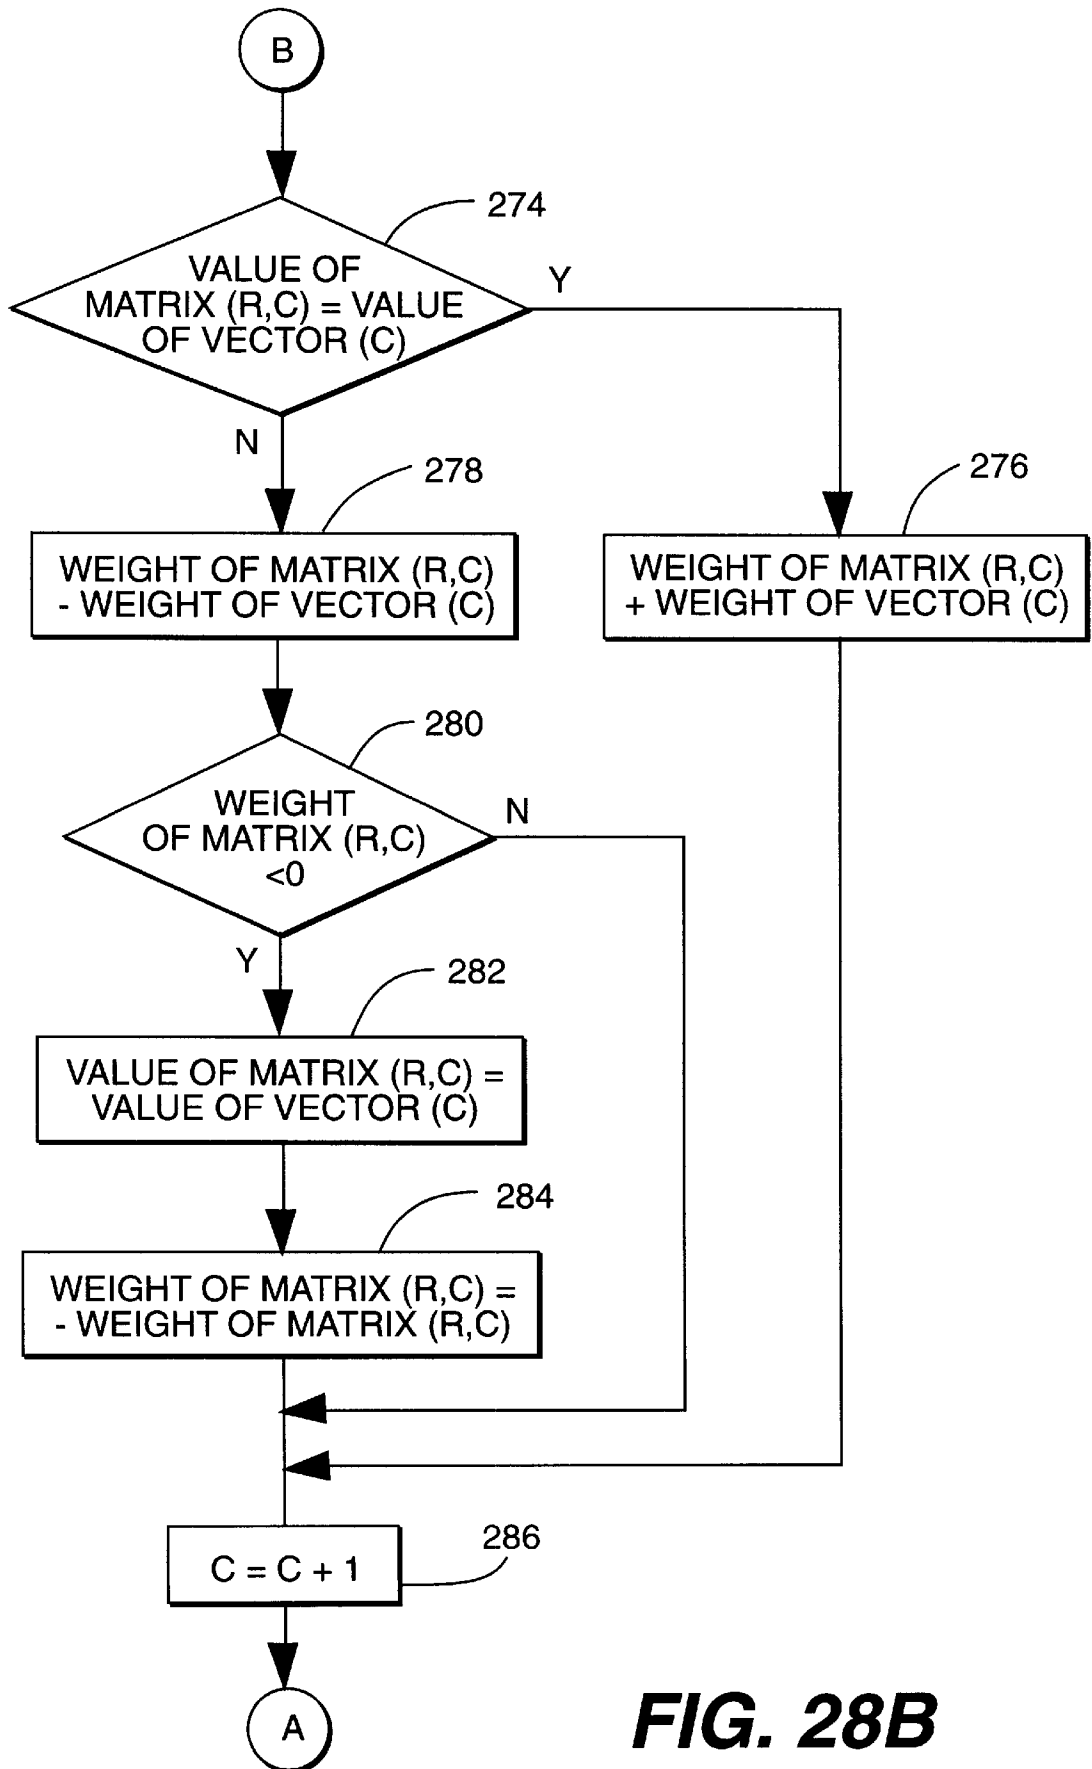 B
274
VALUE OF
MATRIX (R,C) = VALUE
OF VECTOR (C)
Y
N
278
276
WEIGHT OF MATRIX (R,C)
- WEIGHT OF VECTOR (C)
WEIGHT OF MATRIX (R,C)
+ WEIGHT OF VECTOR (C)
280
WEIGHT
OF MATRIX (R,C)
<0
N
Y
282
VALUE OF MATRIX (R,C) =
VALUE OF VECTOR (C)
284
WEIGHT OF MATRIX (R,C) =
- WEIGHT OF MATRIX (R,C)
286
C = C + 1
A
FIG. 28B